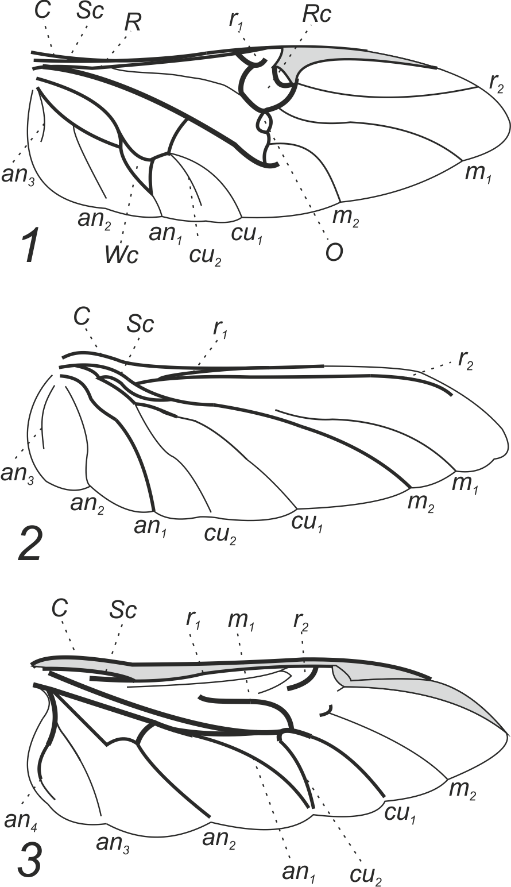 C Sc R r₁ Rc
r₂
an₃ m₁
an₂ an₁ cu₁ m₂
1 Wc cu₂ O
C Sc r₁
r₂
an₃
an₂ an₁ cu₂ cu₁ m₂ m₁
2
C Sc r₁ m₁ r₂
an₄ an₃ an₂ cu₁ m₂
3 an₁ cu₂